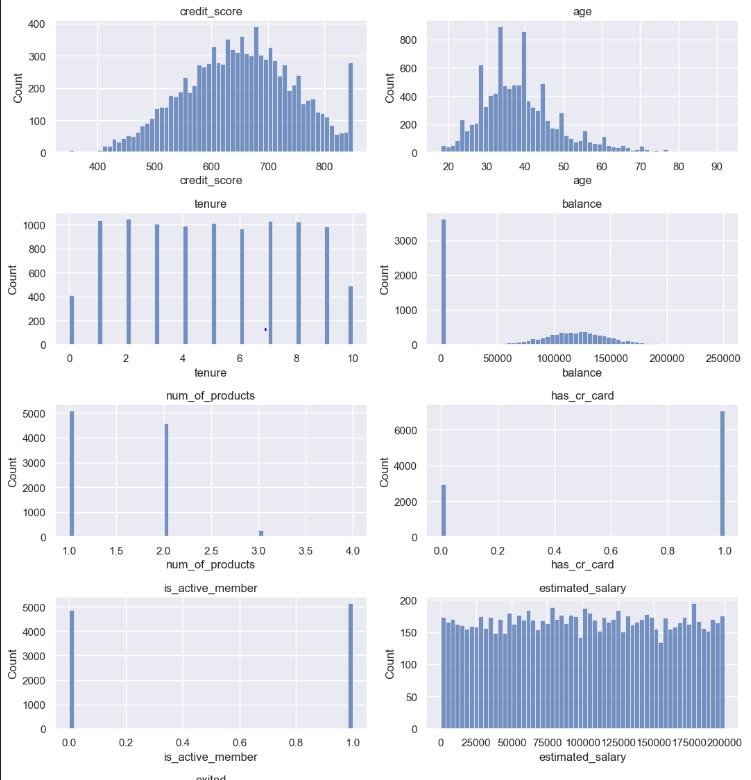 credit_score
400
300
200
100
0
Count
400 500 600 700 800
credit_score
age
800
600
400
200
0
Count
20 30 40 50 60 70 80 90
age
tenure
1000
800
600
400
200
0
Count
0 2 4 6 8 10
tenure
balance
3000
2000
1000
0
Count
0 50000 100000 150000 200000 250000
balance
num_of_products
5000
4000
3000
2000
1000
0
Count
1.0 1.5 2.0 2.5 3.0 3.5 4.0
num_of_products
has_cr_card
6000
4000
2000
0
Count
0.0 0.2 0.4 0.6 0.8 1.0
has_cr_card
is_active_member
5000
4000
3000
2000
1000
0
Count
0.0 0.2 0.4 0.6 0.8 1.0
is_active_member
estimated_salary
200
150
100
50
0
Count
0 25000 50000 75000 100000 125000 150000 175000 200000
estimated_salary
exited